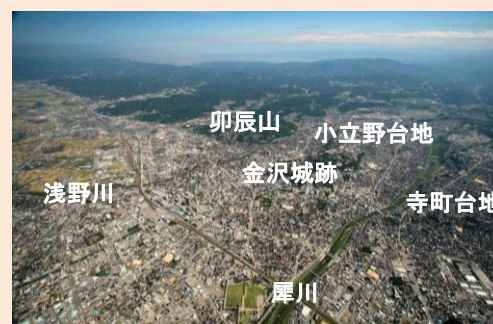 卯辰山
小立野台地
金沢城跡
浅野川
寺町台地
犀川